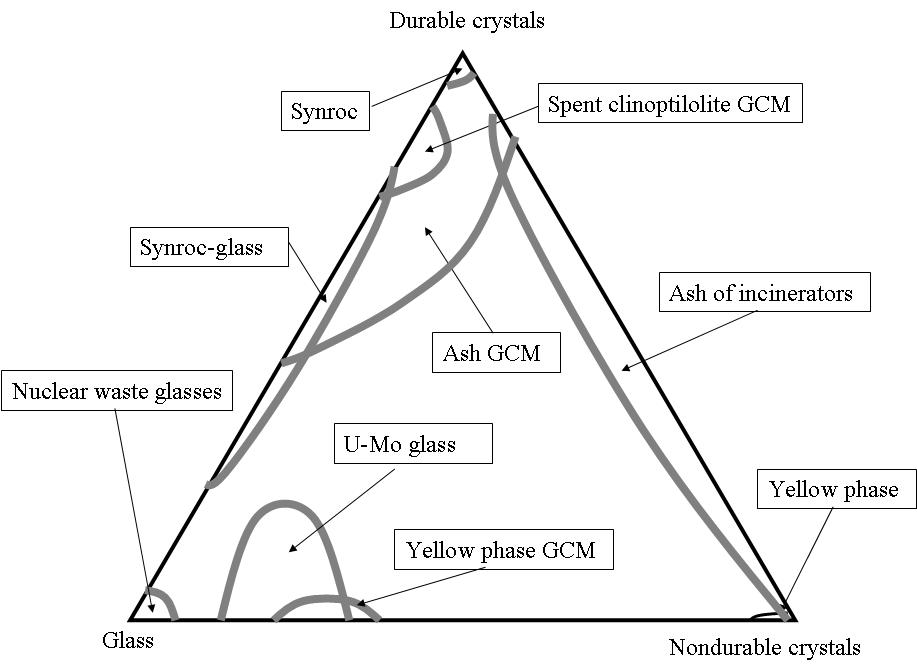 Durable crystals
Synroc
Spent clinoptilolite GCM
Synroc-glass
Ash of incinerators
Ash GCM
Nuclear waste glasses
U-Mo glass
Yellow phase
Yellow phase GCM
Glass
Nondurable crystals